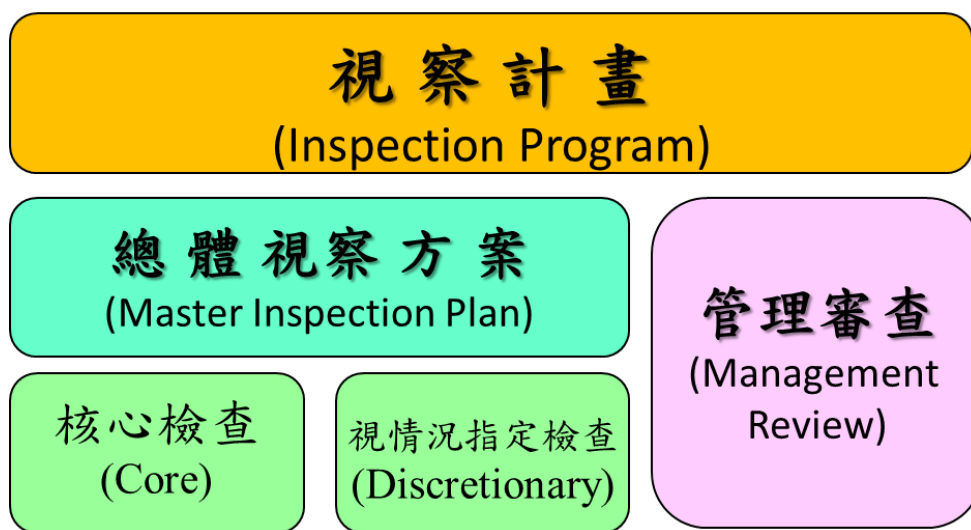 視察計畫
(Inspection Program)
總體視察方案
(Master Inspection Plan)
核心檢查
(Core)
視情況指定檢查
(Discretionary)
管理審查
(Management
Review)